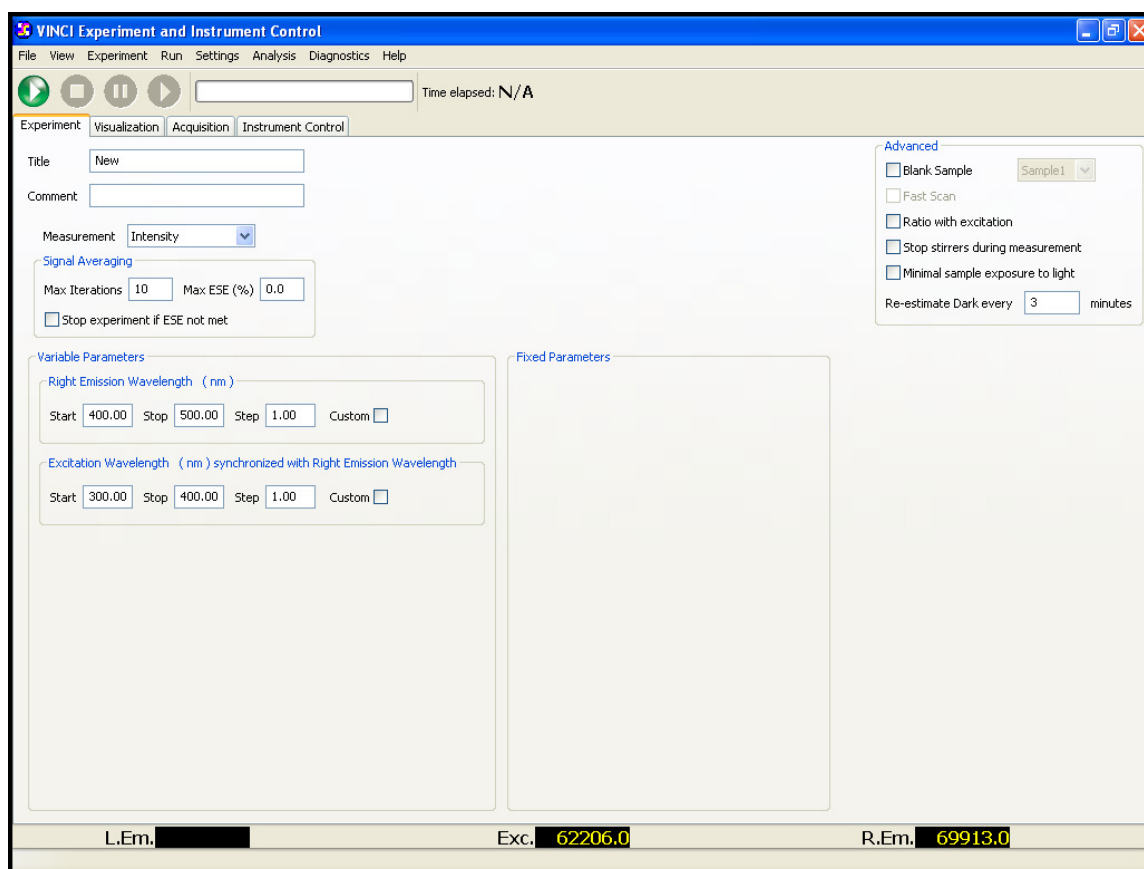 VINCI Experiment and Instrument Control
File View Experiment Run Settings Analysis Diagnostics Help
Time elapsed: N/A
Experiment Visualization Acquisition Instrument Control
Title New
Comment
Measurement Intensity
Signal Averaging
Max Iterations 10 Max ESE (%) 0.0
Stop experiment if ESE not met
Advanced
Blank Sample Sample1
Fast Scan
Ratio with excitation
Stop stirrers during measurement
Minimal sample exposure to light
Re-estimate Dark every 3 minutes
Variable Parameters
Right Emission Wavelength ( nm )
Start 400.00 Stop 500.00 Step 1.00 Custom
Excitation Wavelength ( nm ) synchronized with Right Emission Wavelength
Start 300.00 Stop 400.00 Step 1.00 Custom
Fixed Parameters
L.Em. Exc. 62206.0 R.Em. 69913.0